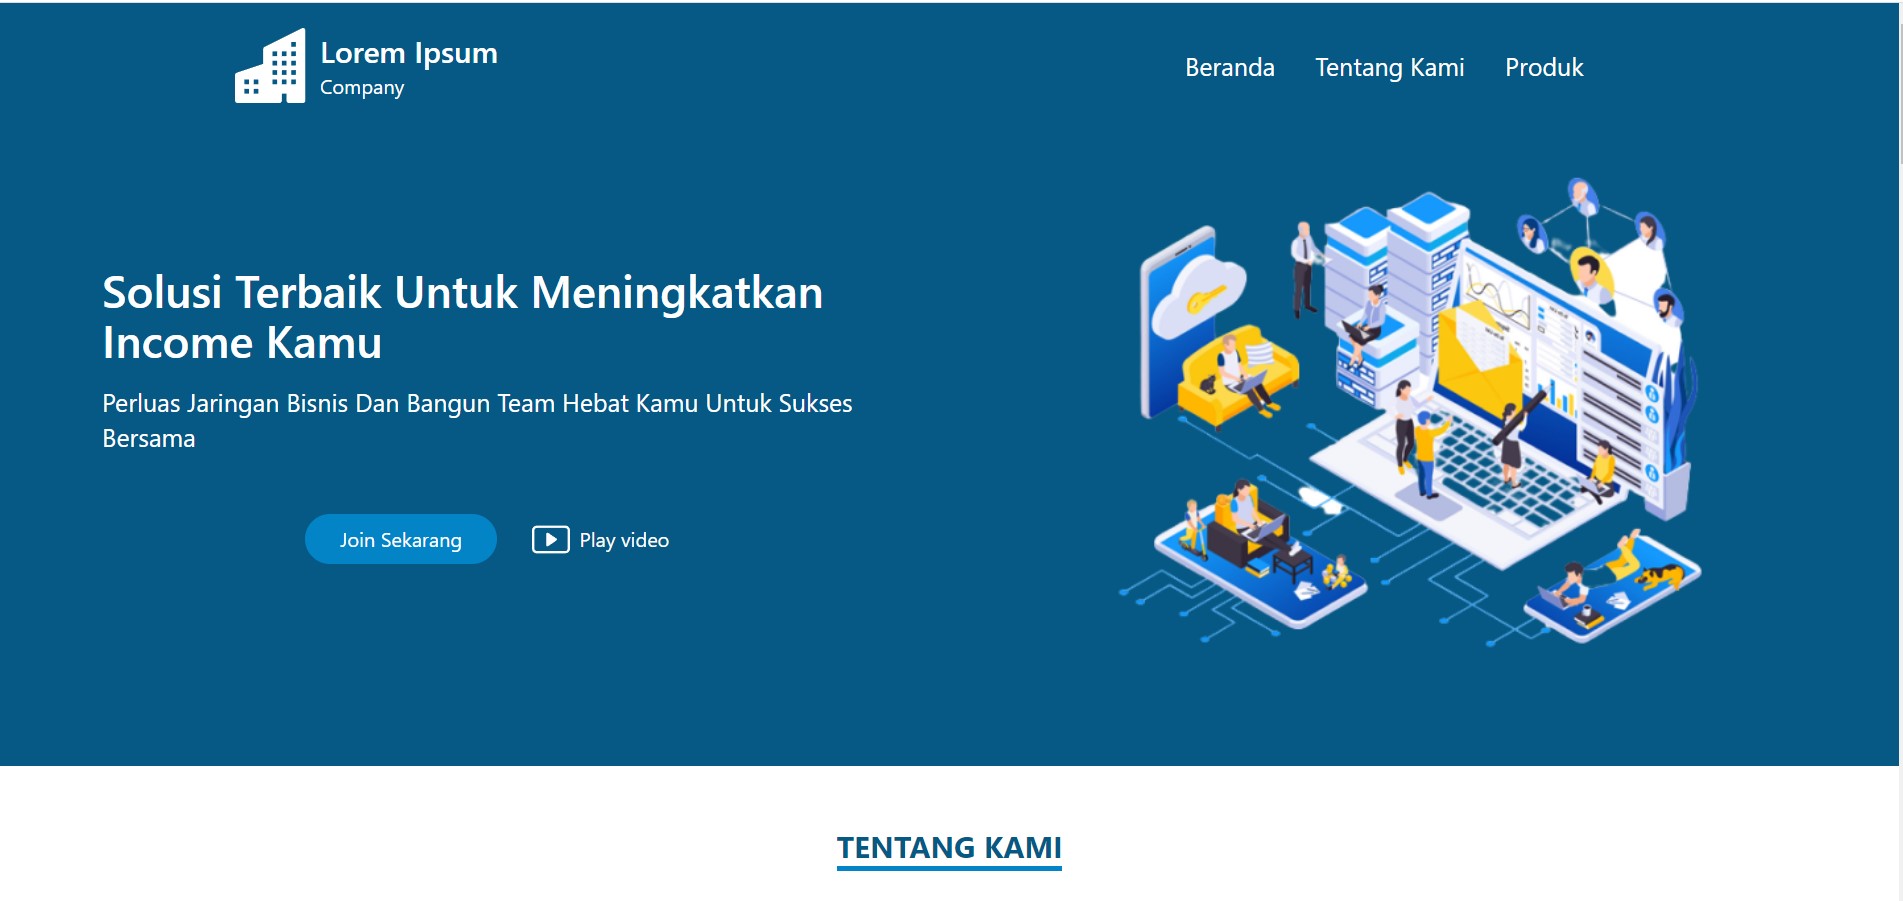 Lorem Ipsum
Company
Beranda
Tentang Kami
Produk
Solusi Terbaik Untuk Meningkatkan
Income Kamu
Perluas Jaringan Bisnis Dan Bangun Team Hebat Kamu Untuk Sukses
Bersama
Join Sekarang
Play video
TENTANG KAMI